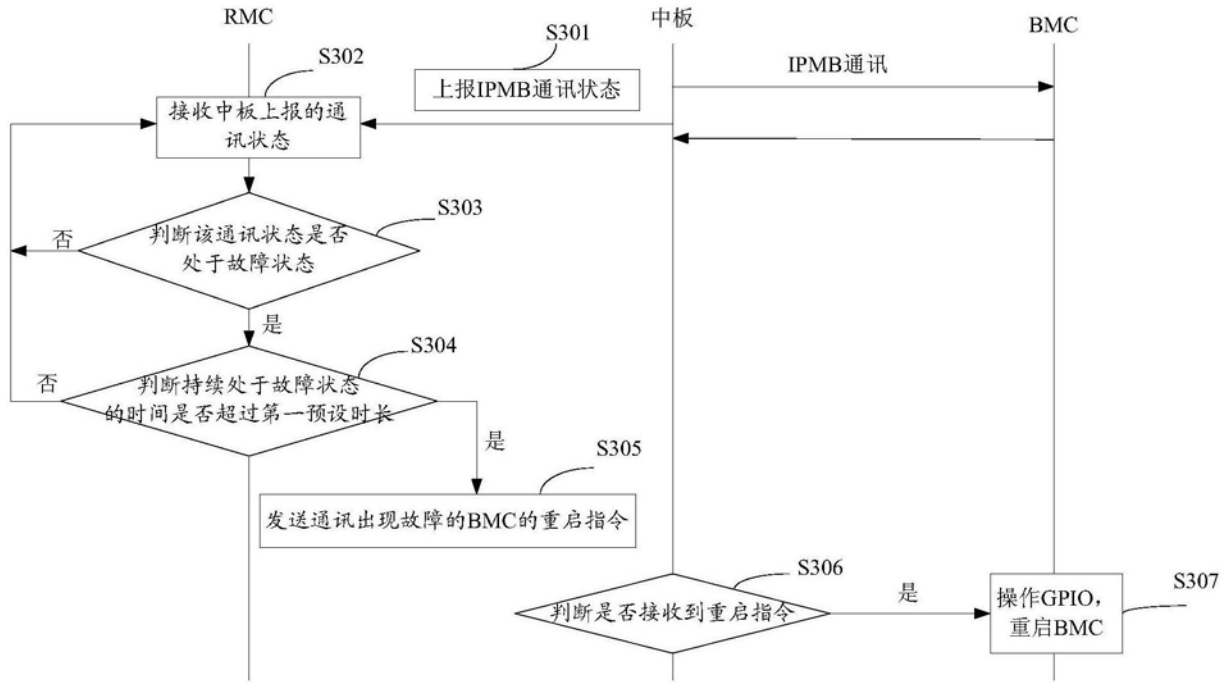 RMC
中板
BMC
S301
S302
上报IPMB通讯状态
IPMB通讯
接收中板上报的通
讯状态
S303
否
判断该通讯状态是否
处于故障状态
是
S304
否
判断持续处于故障状态
的时间是否超过第一预设时长
是
S305
发送通讯出现故障的BMC的重启指令
S306
判断是否接收到重启指令
是
S307
操作GPIO，
重启BMC